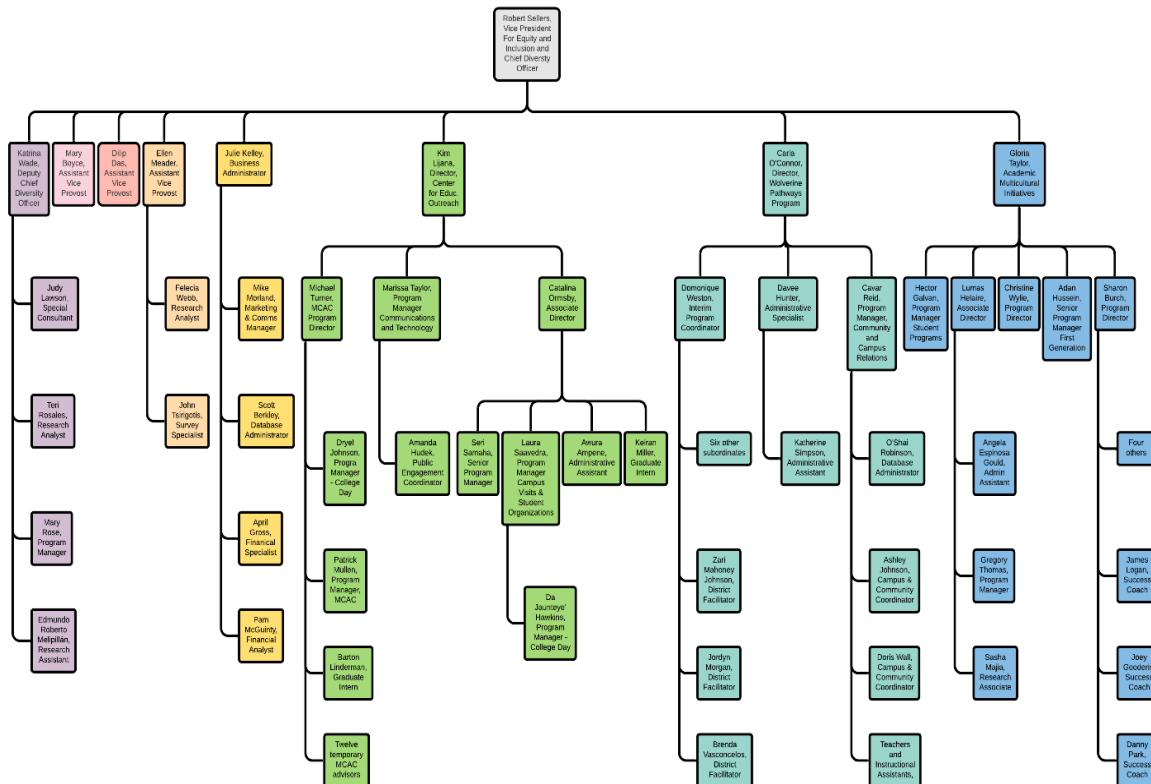 Robert Sellers,
Vice President
For Equity and
Inclusion and
Chief Diversty
Officer
Katrina
Wade,
Deputy
Chief
Diversity
Officer
Mary
Boyce,
Assistant
Vice
Provost
Dilip
Das,
Assistant
Vice
Provost
Ellen
Meader,
Assistant
Vice
Provost
Julie Kelley,
Business
Administrator
Kim
Lijana,
Director,
Center
for Educ.
Outreach
Carla
O'Connor,
Director,
Wolverine
Pathways
Program
Gloria
Taylor,
Academic
Multicultural
Initiatives
Judy
Lawson,
Special
Consultant
Felecia
Webb,
Research
Analyst
Mike
Morland,
Marketing
& Comms
Manager
Michael
Turner,
MCAC
Program
Director
Marissa Taylor,
Program
Manager
Communications
and Technology
Catalina
Ormsby,
Associate
Director
Domonique
Weston,
Interim
Program
Coordinator
Davee
Hunter,
Administrative
Specialist
Cavar
Reid,
Program
Manager,
Community
and
Campus
Relations
Hector
Galvan,
Program
Manager
Student
Programs
Lumas
Helaire,
Associate
Director
Christine
Wylie,
Program
Director
Adan
Hussein,
Senior
Program
Manager
First
Generation
Sharon
Burch,
Program
Director
Teri
Rosales,
Research
Analyst
John
Tsirigotis,
Survey
Specialist
Scott
Berkley,
Database
Administrator
Dryel
Johnson,
Progra
Manager
- College
Day
Amanda
Hudek,
Public
Engagement
Coordinator
Seri
Samaha,
Senior
Program
Manager
Laura
Saavedra,
Program
Manager
Campus
Visits &
Student
Organizations
Awura
Ampene,
Administrative
Assistant
Keiran
Miller,
Graduate
Intern
Six other
subordinates
Katherine
Simpson,
Administrative
Assistant
O'Shai
Robinson,
Database
Administrator
Angela
Espinosa
Gould,
Admin
Assistant
Four
others
Mary
Rose,
Program
Manager
April
Gross,
Finanical
Specialist
Patrick
Mullen,
Program
Manager,
MCAC
Da
Jaunteye'
Hawkins,
Program
Manager -
College Day
Zari
Mahoney
Johnson,
District
Facilitator
Ashley
Johnson,
Campus &
Community
Coordinator
Gregory
Thomas,
Program
Manager
James
Logan,
Success
Coach
Edmundo
Roberto
Melipillán,
Research
Assistant
Pam
McGuinty,
Financial
Analyst
Barton
Linderman,
Graduate
Intern
Jordyn
Morgan,
District
Facilitator
Doris Wall,
Campus &
Community
Coordinator
Sasha
Majia,
Research
Associate
Joey
Success
Coach
Twelve
temporary
MCAC
advisors
Brenda
Vasconcelos,
District
Facilitator
Teachers
and
Instructional
Assistants,
Danny
Park,
Success
Coach